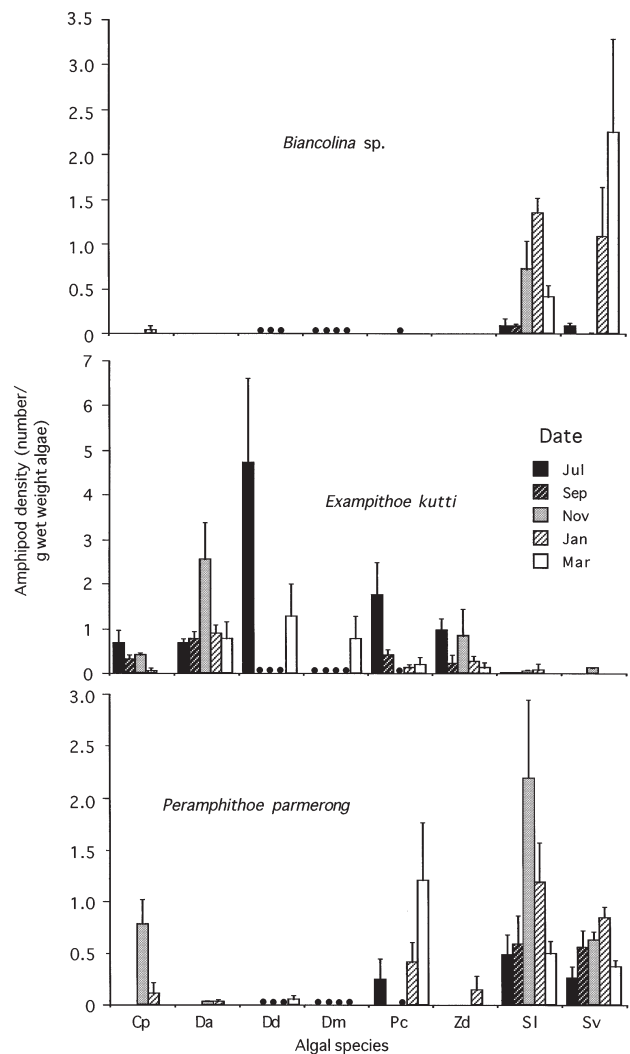 3.5
3.0
2.5
2.0
1.5
1.0
0.5
0
Biancolina sp.
7
6
5
4
3
2
1
0
Exampithoe kutti
Date
Jul
Sep
Nov
Jan
Mar
Amphipod density (number/
g wet weight algae)
3.0
2.5
2.0
1.5
1.0
0.5
0
Peramphithoe parmerong
Cp Da Dd Dm Pc Zd Sl Sv
Algal species